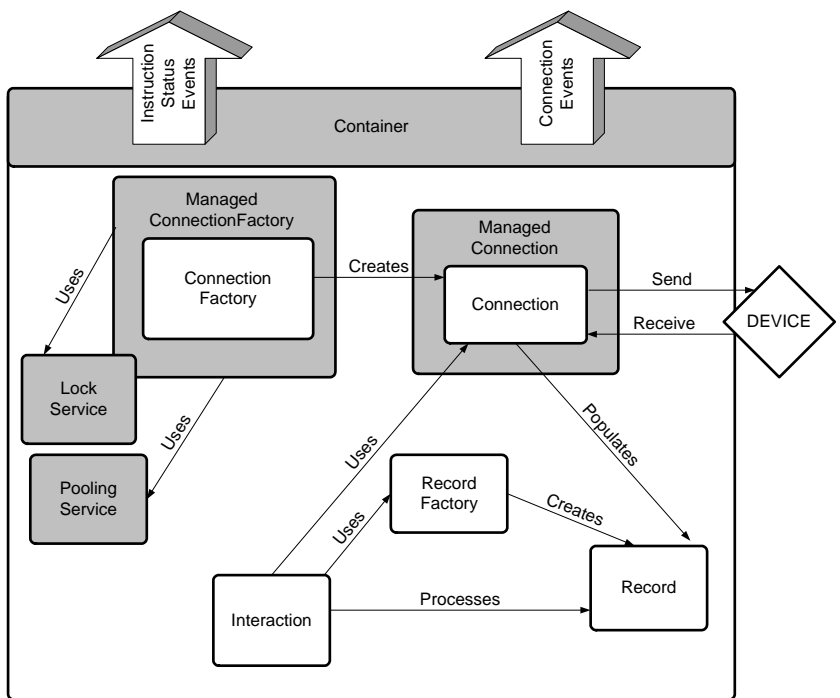 Instruction
Status
Events
Connection
Events
Container
Managed
ConnectionFactory
Connection
Factory
Uses
Creates
Managed
Connection
Connection
Send
Receive
DEVICE
Lock
Service
Uses
Pooling
Service
Uses
Populates
Record
Factory
Uses
Creates
Interaction
Processes
Record